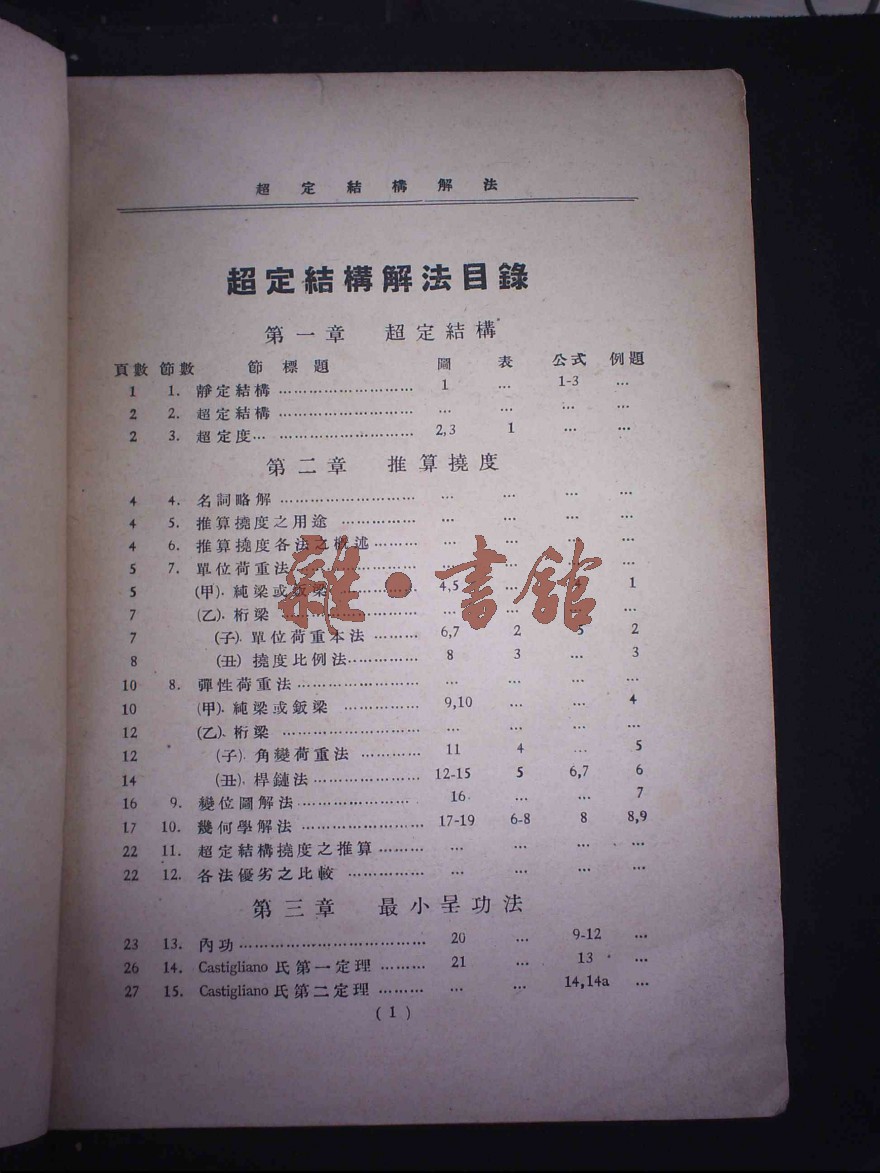 超定結構解法
超定結構解法目錄
第一章 超定結構
頁數 節數 節標題 圖 表 公式 例題
1 1. 靜定結構 ……………………… 1 … 1-3 …
2 2. 超定結構 ……………………… … … … …
2 3. 超定度… ……………………… 2,3 1 … …
第二章 推算撓度
4 4. 名詞略解 ……………………… … … … …
4 5. 推算撓度之用途 …………… … … … …
4 6. 推算撓度各法之概述……… … … … …
5 7. 單位荷重法 …………………… … … … …
5 (甲). 純梁或鈑梁 …………… 4,5 … 4 1
7 (乙). 桁梁 ……………………… … … … …
7 (子). 單位荷重本法 ……… 6,7 2 5 2
8 (丑) 撓度比例法………… 8 3 … 3
10 8. 彈性荷重法…………………… … … … …
10 (甲). 純梁或鈑梁 …………… 9,10 … … 4
12 (乙). 桁梁 ……………………… … … … …
12 (子). 角變荷重法 ………… 11 4 … 5
14 (丑). 桿鏈法………………… 12-15 5 6,7 6
16 9. 變位圖解法 ………………… 16 … … 7
17 10. 幾何學解法 …………………… 17-19 6-8 8 8,9
22 11. 超定結構撓度之推算……… … … … …
22 12. 各法優劣之比較 …………… … … … …
第三章 最小呈功法
23 13. 內功……………………………… 20 … 9-12 …
26 14. Castigliano 氏第一定理 ……… 21 … 13 …
27 15. Castigliano 氏第二定理 ……… … … 14,14a …
(1)
雜·書館